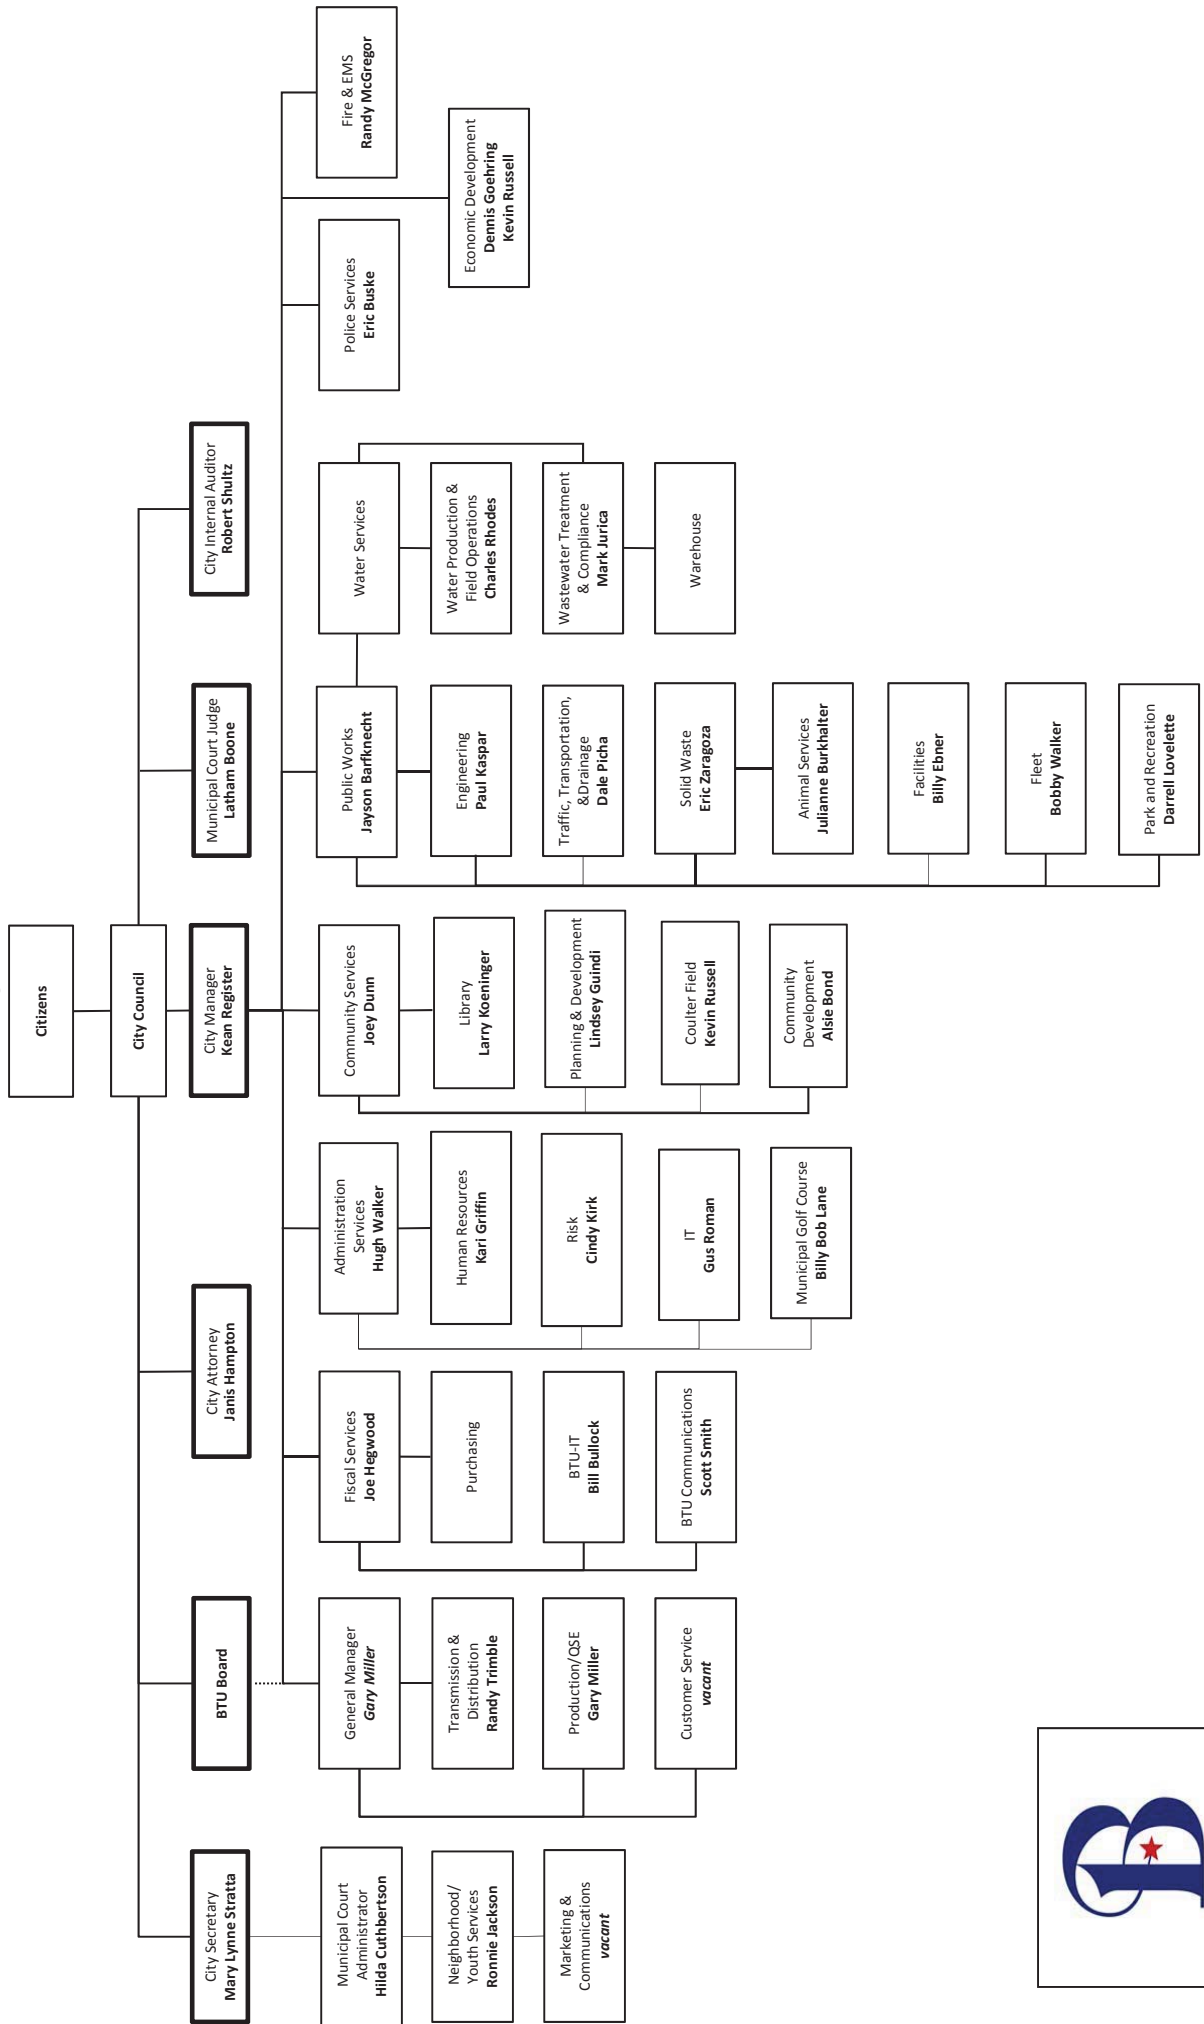 Citizens
City Council
City Secretary
Mary Lynne Stratta
BTU Board
City Attorney
Janis Hampton
City Manager
Kean Register
Municipal Court Judge
Latham Boone
City Internal Auditor
Robert Shultz
Municipal Court
Administrator
Hilda Cuthbertson
Neighborhood/
Youth Services
Ronnie Jackson
Marketing &
Communications
vacant
General Manager
Gary Miller
Transmission &
Distribution
Randy Trimble
Production/QSE
Gary Miller
Customer Service
vacant
Fiscal Services
Joe Hegwood
Purchasing
BTU-IT
Bill Bullock
BTU Communications
Scott Smith
Administration
Services
Hugh Walker
Human Resources
Kari Griffin
Risk
Cindy Kirk
IT
Gus Roman
Municipal Golf Course
Billy Bob Lane
Community Services
Joey Dunn
Library
Larry Koeninger
Planning & Development
Lindsey Guindi
Coulter Field
Kevin Russell
Community
Development
Alsie Bond
Public Works
Jayson Barfknecht
Engineering
Paul Kaspar
Traffic, Transportation,
&Drainage
Dale Picha
Solid Waste
Eric Zaragoza
Animal Services
Julianne Burkhalter
Facilities
Billy Ebner
Fleet
Bobby Walker
Park and Recreation
Darrell Lovelette
Water Services
Water Production &
Field Operations
Charles Rhodes
Wastewater Treatment
& Compliance
Mark Jurica
Warehouse
Police Services
Eric Buske
Economic Development
Dennis Goehring
Kevin Russell
Fire & EMS
Randy McGregor
B